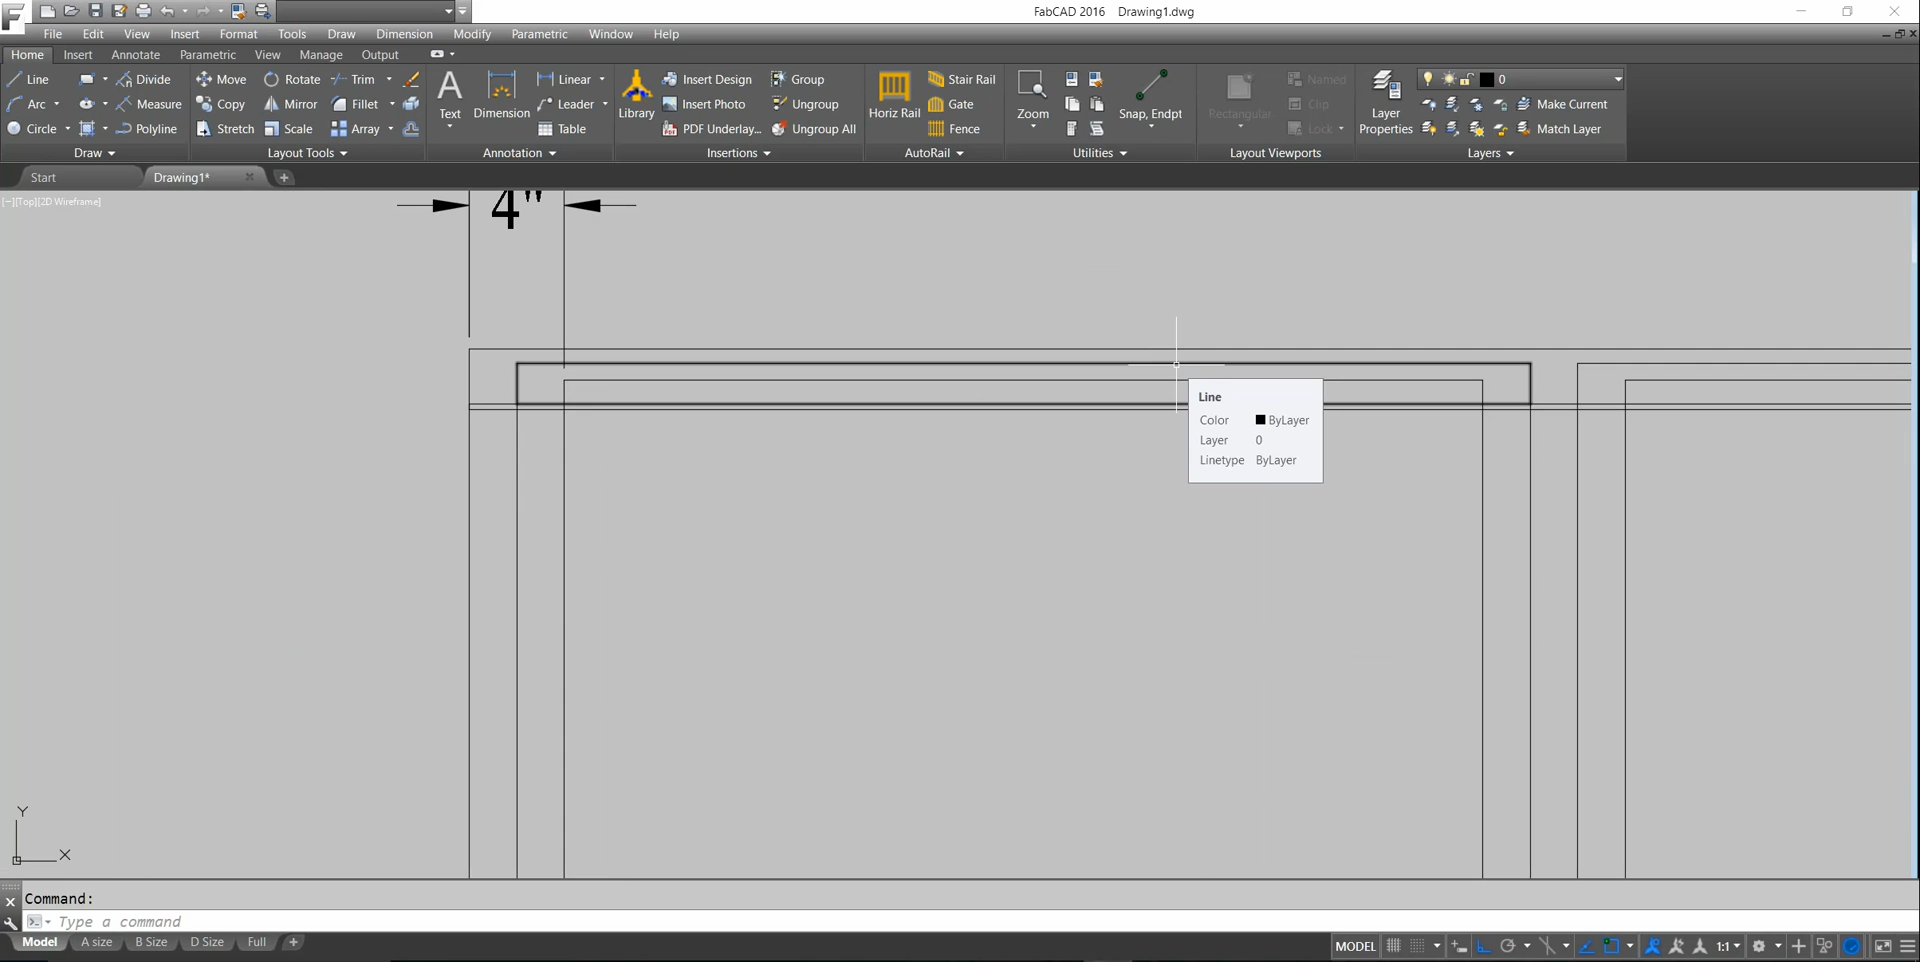 F
FabCAD 2016 Drawing1.dwg
File Edit View Insert Format Tools Draw Dimension Modify Parametric Window Help
Home Insert Annotate Parametric View Manage Output
Line Divide Move Rotate Trim Linear Insert Design Group Stair Rail Named 0
Arc Measure Copy Mirror Fillet Text Dimension Leader Library Insert Photo Ungroup Horiz Rail Gate Zoom Snap, Endpt Rectangular Clip Layer Properties Make Current
Circle Polyline Stretch Scale Array Table PDF Underlay... Ungroup All Fence Lock Match Layer
Draw Layout Tools Annotation Insertions AutoRail Utilities Layout Viewports Layers
Start Drawing1*
[−][Top][2D Wireframe]
4"
Line
Color ByLayer
Layer 0
Linetype ByLayer
Y
X
Command:
Type a command
Model A size B Size D Size Full
MODEL 1:1